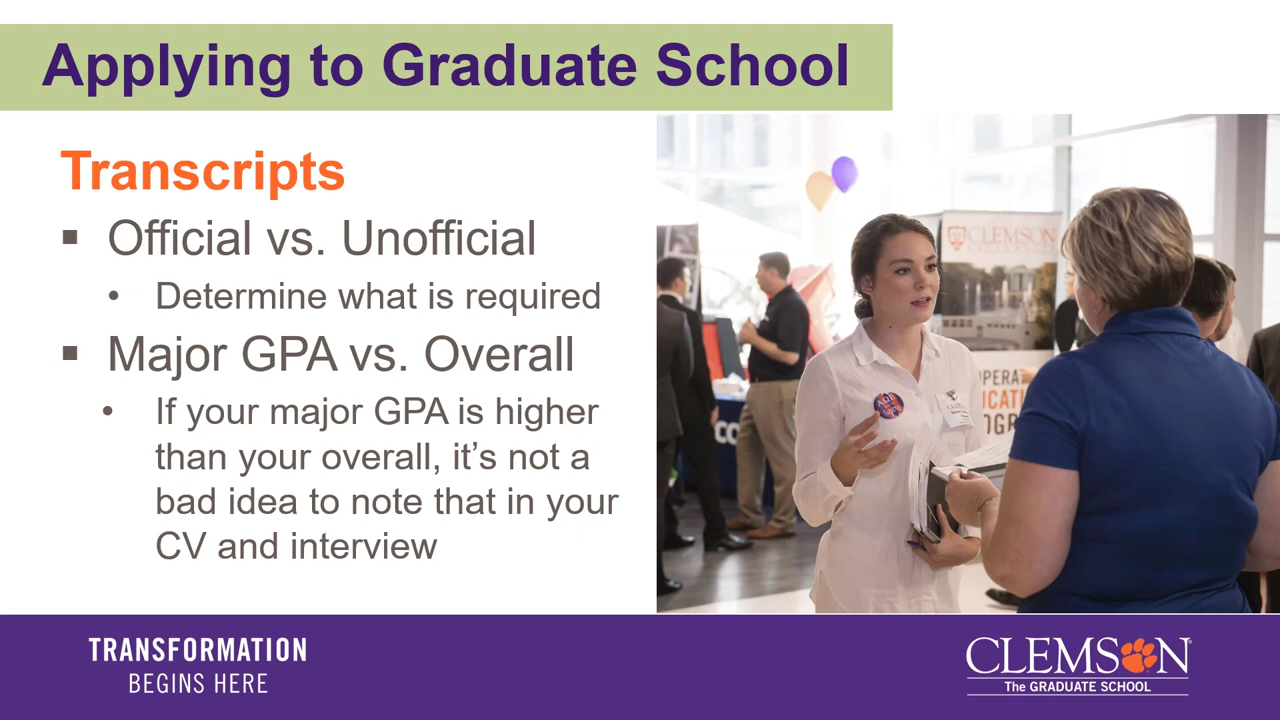 Applying to Graduate School
Transcripts
▪ Official vs. Unofficial
• Determine what is required
▪ Major GPA vs. Overall
• If your major GPA is higher
than your overall, it’s not a
bad idea to note that in your
CV and interview
CLEMSON
TRANSFORMATION
BEGINS HERE
CLEMSON
The GRADUATE SCHOOL